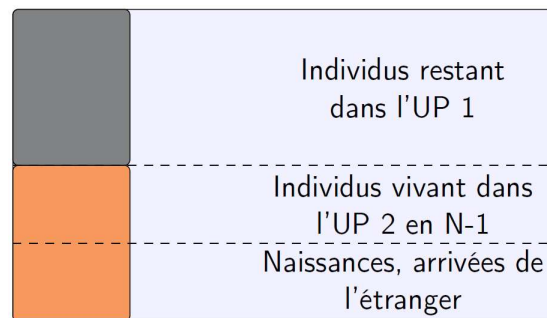 Individus restant
dans l'UP 1
Individus vivant dans
l'UP 2 en N-1
Naissances, arrivées de
l'étranger